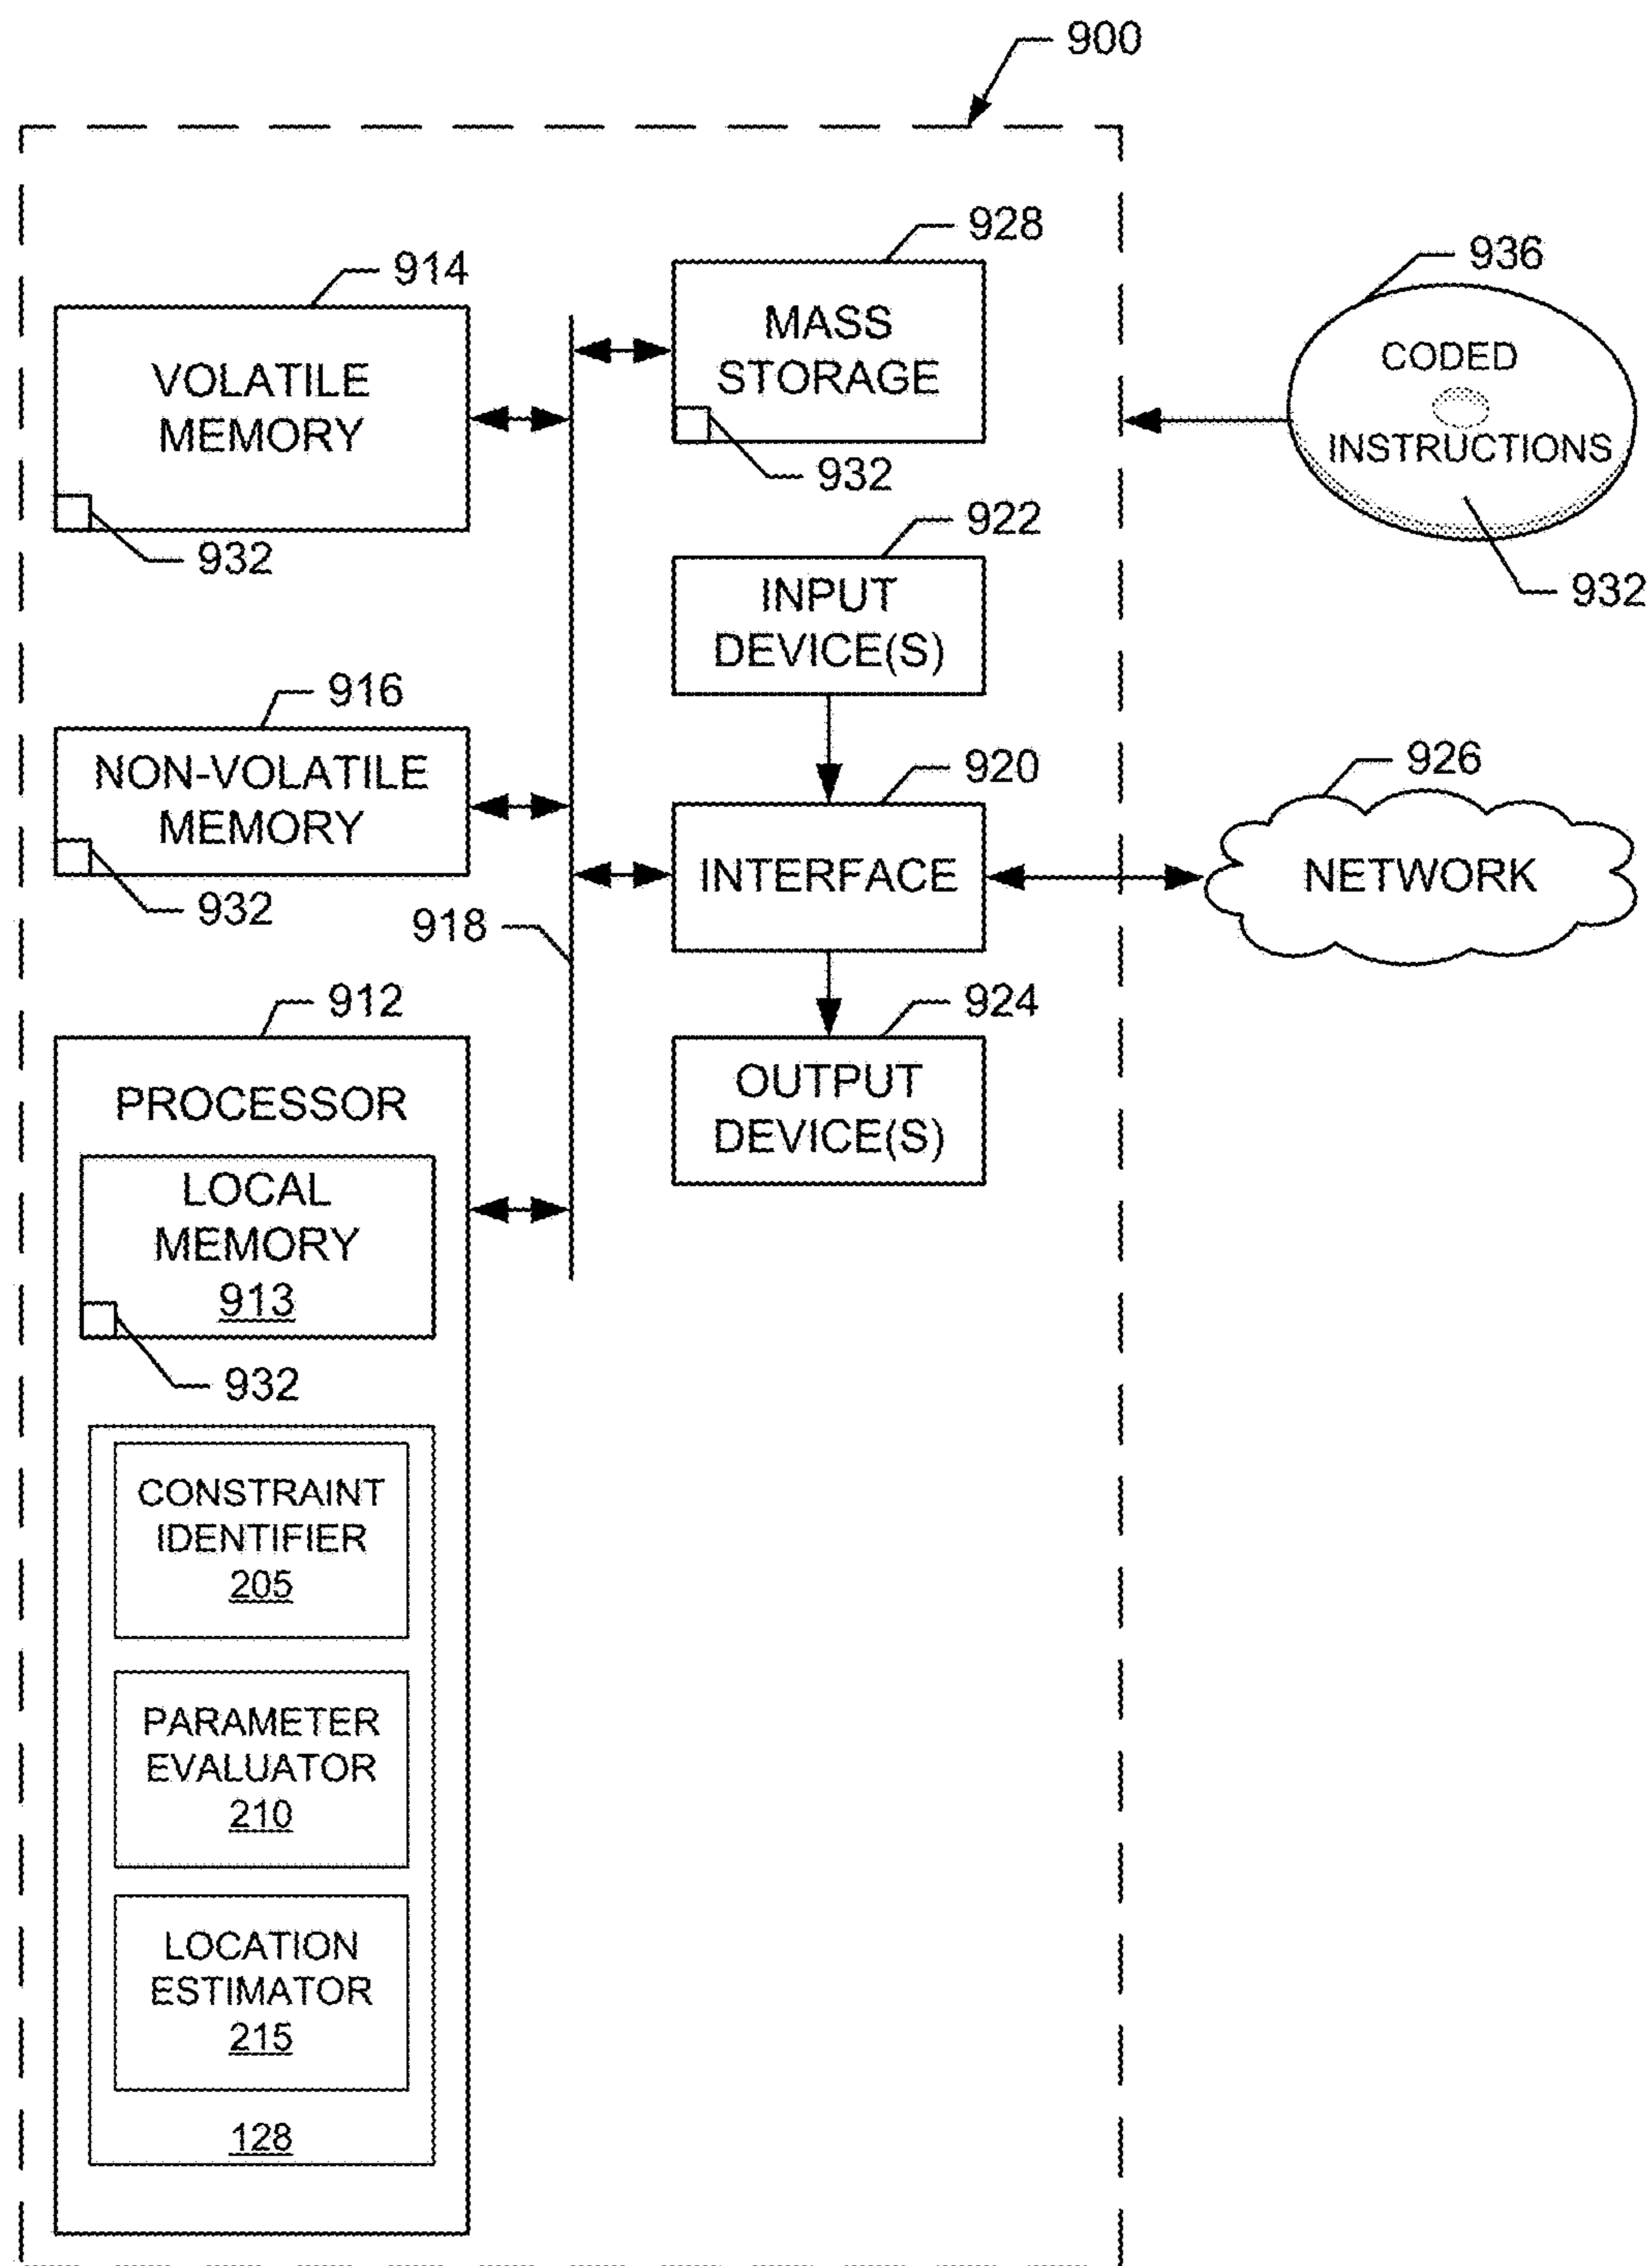 900
928
MASS
STORAGE
932
914
VOLATILE
MEMORY
932
936
CODED
INSTRUCTIONS
932
922
INPUT
DEVICE(S)
916
NON-VOLATILE
MEMORY
932
920
INTERFACE
926
NETWORK
918
924
OUTPUT
DEVICE(S)
912
PROCESSOR
LOCAL
MEMORY
913
932
CONSTRAINT
IDENTIFIER
205
PARAMETER
EVALUATOR
210
LOCATION
ESTIMATOR
215
128